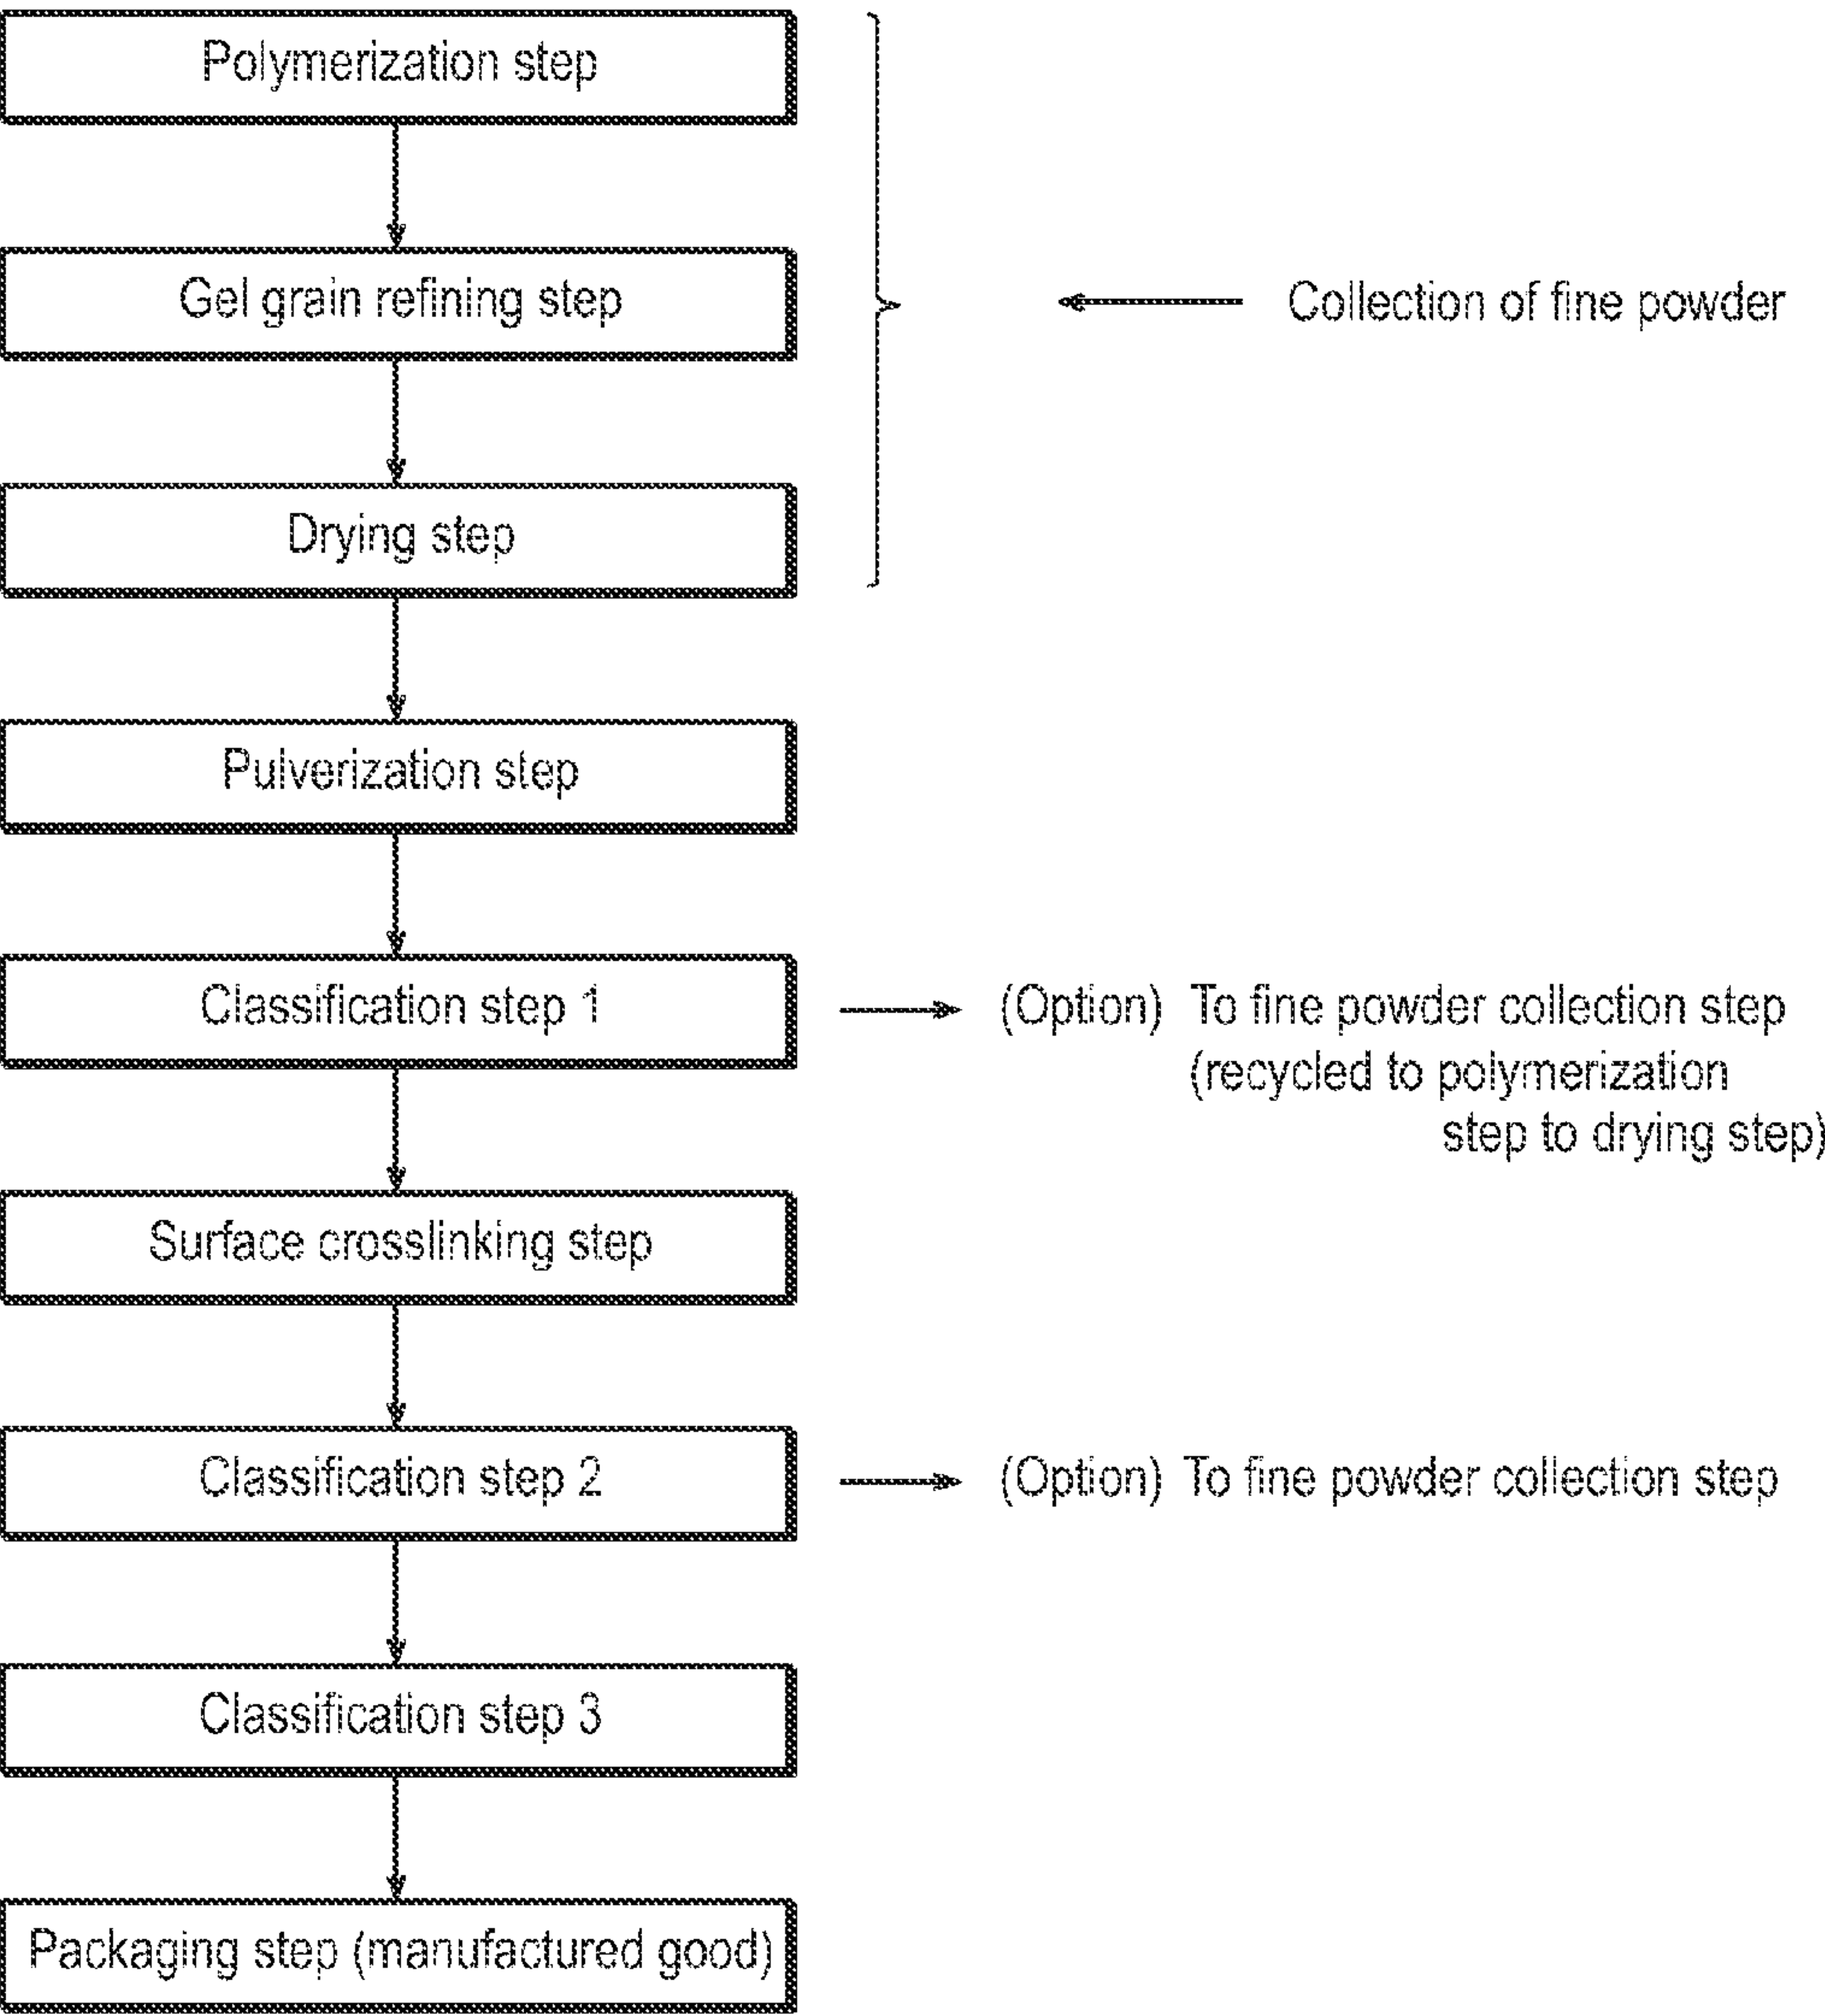 Polymerization step
Gel grain refining step
Collection of fine powder
Drying step
Pulverization step
Classification step 1
(Option) To fine powder collection step
(recycled to polymerization
step to drying step)
Surface crosslinking step
Classification step 2
(Option) To fine powder collection step
Classification step 3
Packaging step (manufactured good)